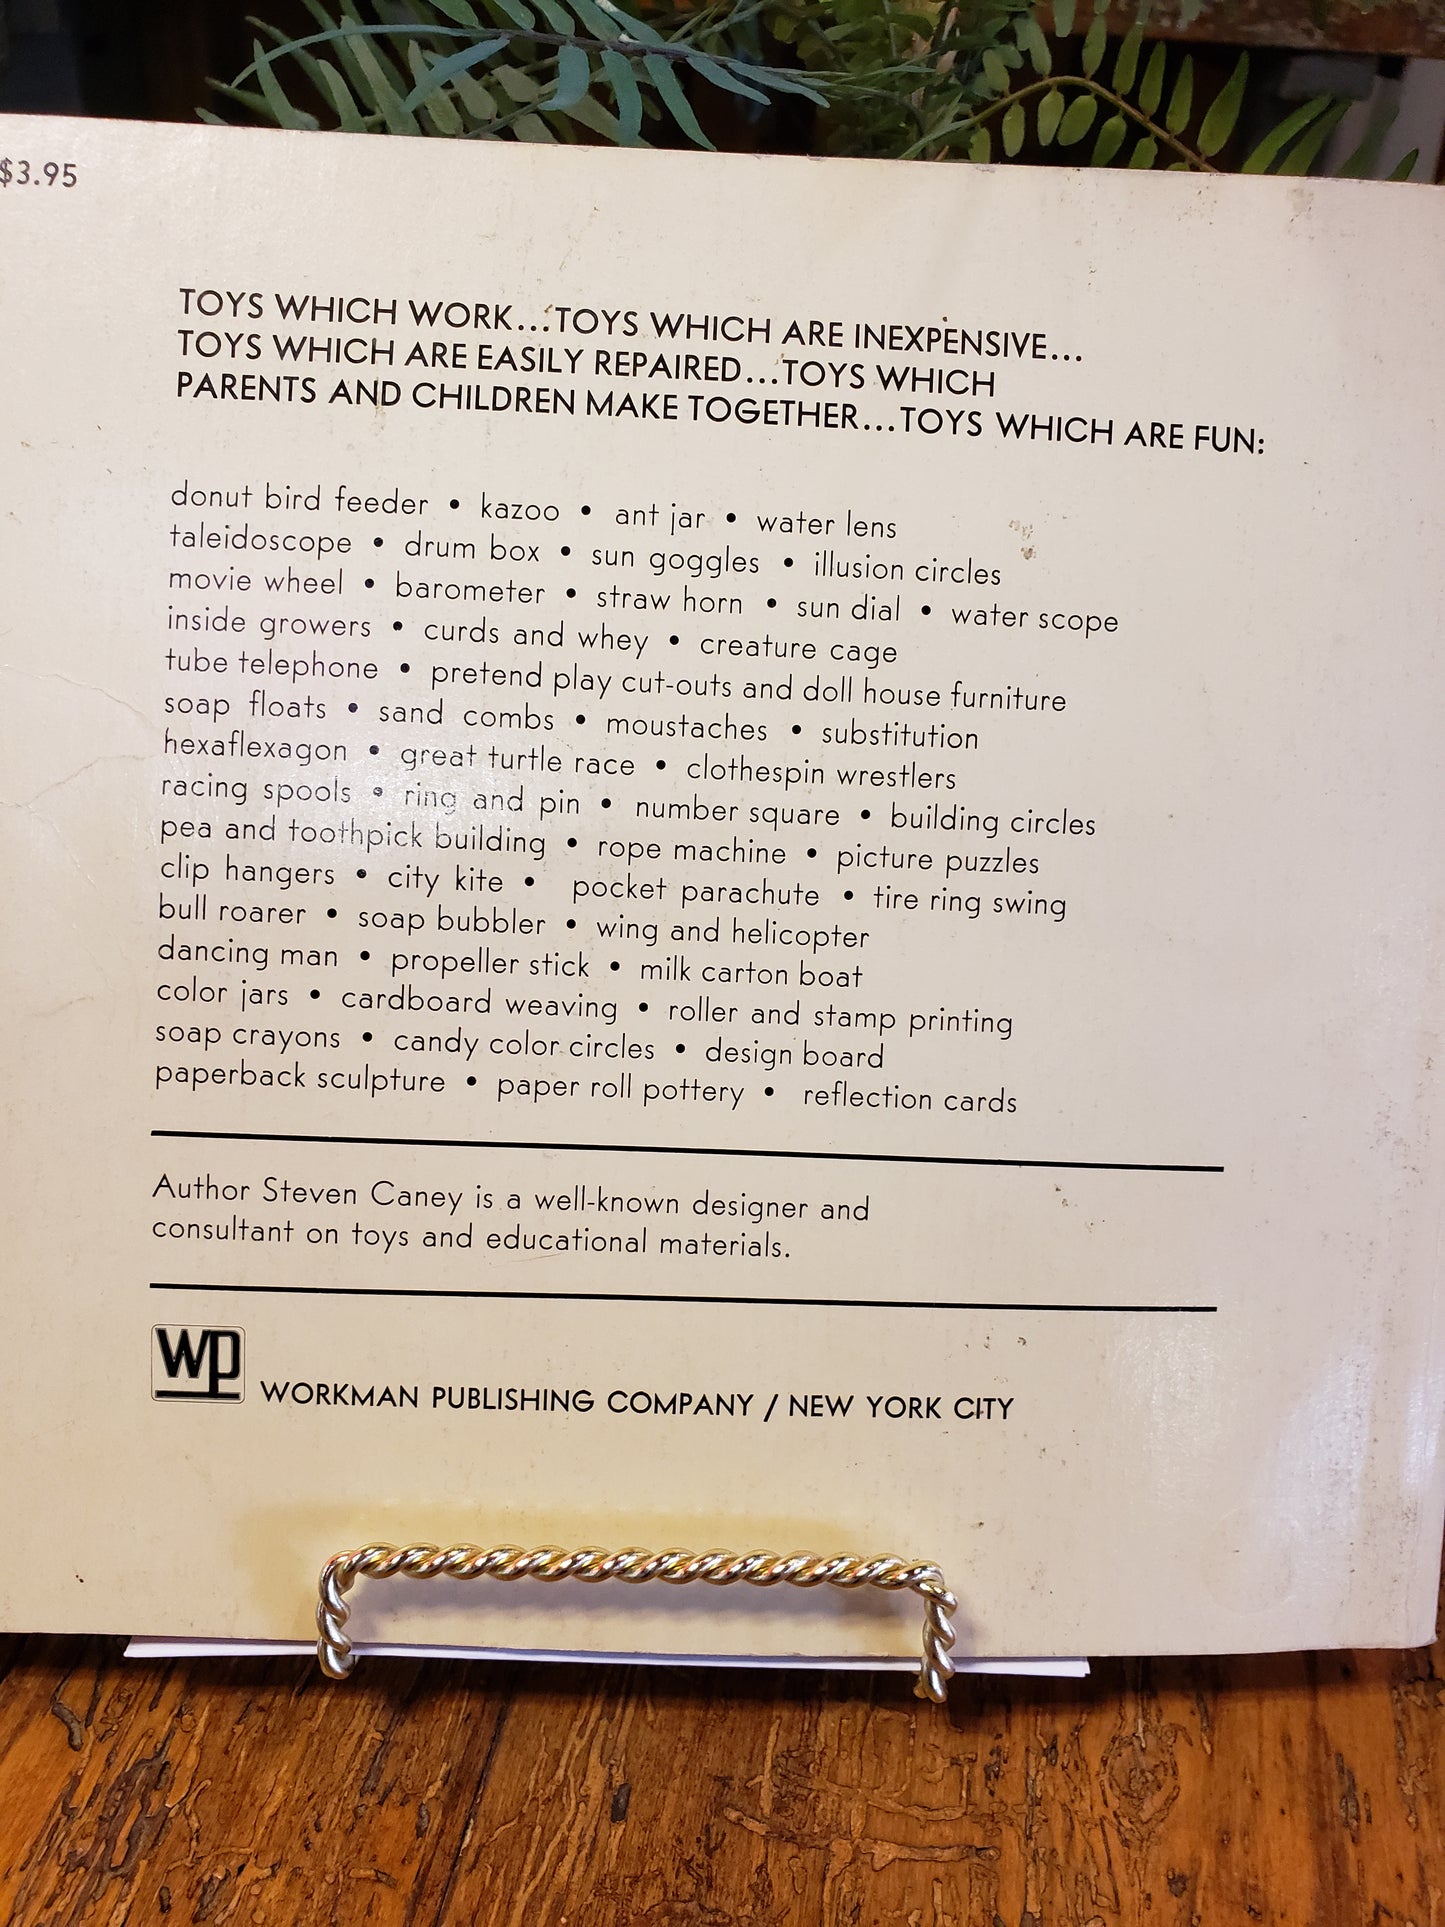 $3.95
TOYS WHICH WORK...TOYS WHICH ARE INEXPENSIVE...
TOYS WHICH ARE EASILY REPAIRED...TOYS WHICH
PARENTS AND CHILDREN MAKE TOGETHER...TOYS WHICH ARE FUN:
donut bird feeder • kazoo • ant jar • water lens
taleidoscope • drum box • sun goggles • illusion circles
movie wheel • barometer • straw horn • sun dial • water scope
inside growers • curds and whey • creature cage
tube telephone • pretend play cut-outs and doll house furniture
soap floats • sand combs • moustaches • substitution
hexaflexagon • great turtle race • clothespin wrestlers
racing spools • ring and pin • number square • building circles
pea and toothpick building • rope machine • picture puzzles
clip hangers • city kite • pocket parachute • tire ring swing
bull roarer • soap bubbler • wing and helicopter
dancing man • propeller stick • milk carton boat
color jars • cardboard weaving • roller and stamp printing
soap crayons • candy color circles • design board
paperback sculpture • paper roll pottery • reflection cards
Author Steven Caney is a well-known designer and
consultant on toys and educational materials.
WP
WORKMAN PUBLISHING COMPANY / NEW YORK CITY